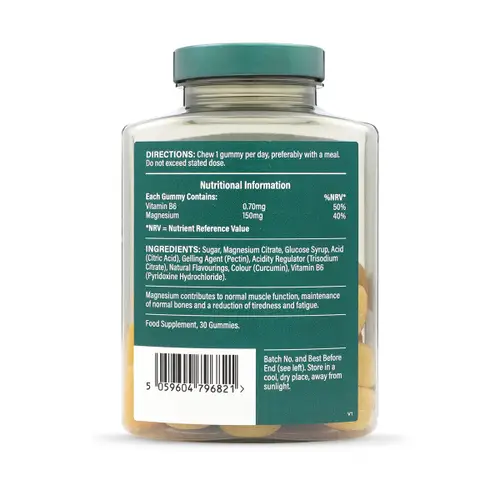 DIRECTIONS: Chew 1 gummy per day, preferably with a meal.
Do not exceed stated dose.
Nutritional Information
Each Gummy Contains: %NRV*
Vitamin B6 0.70mg 50%
Magnesium 150mg 40%
*NRV = Nutrient Reference Value
INGREDIENTS: Sugar, Magnesium Citrate, Glucose Syrup, Acid
(Citric Acid), Gelling Agent (Pectin), Acidity Regulator (Trisodium
Citrate), Natural Flavourings, Colour (Curcumin), Vitamin B6
(Pyridoxine Hydrochloride).
Magnesium contributes to normal muscle function, maintenance
of normal bones and a reduction of tiredness and fatigue.
Food Supplement, 30 Gummies.
Batch No. and Best Before
End (see left). Store in a
cool, dry place, away from
sunlight.
5 059604 796821 >
V1